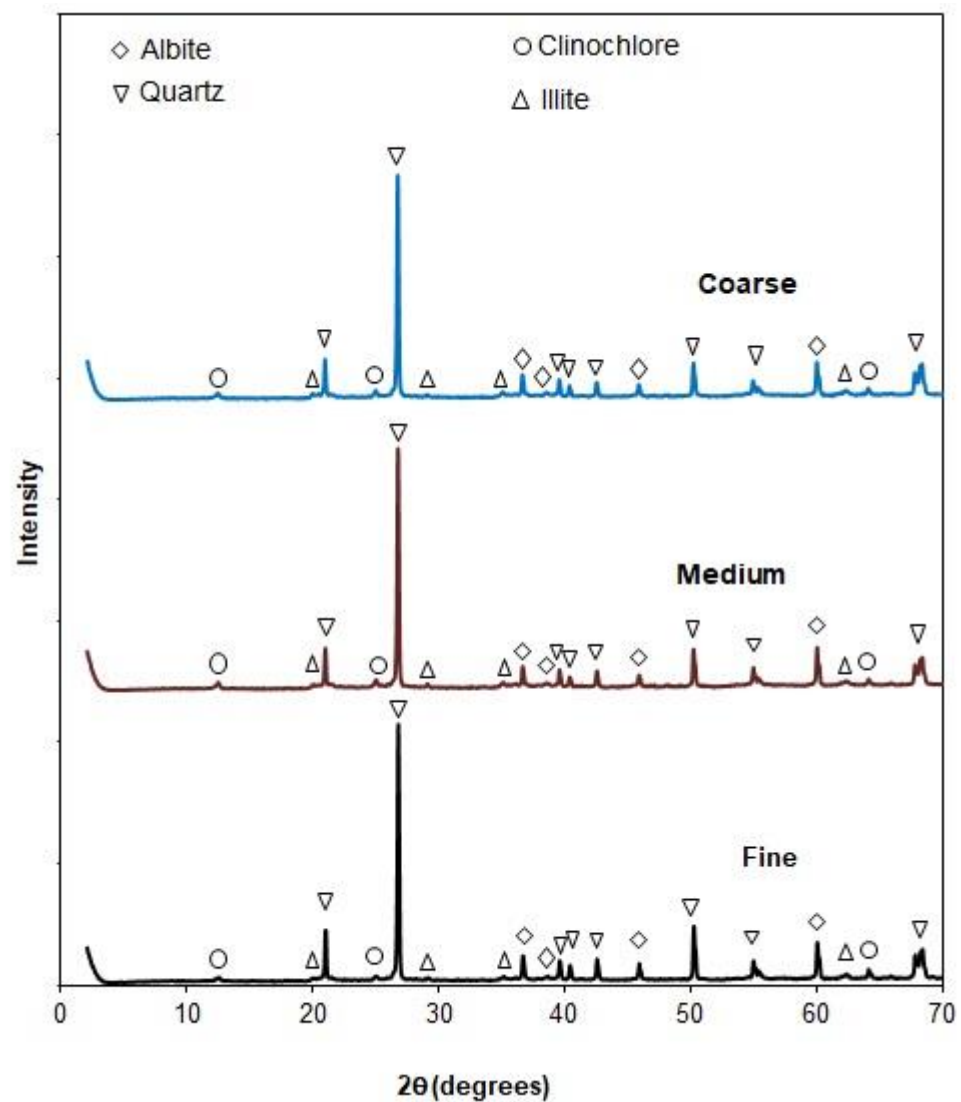 ◇ Albite
○ Clinochlore
▽ Quartz
△ Illite
Coarse
Intensity
Medium
Fine
0 10 20 30 40 50 60 70
2θ (degrees)